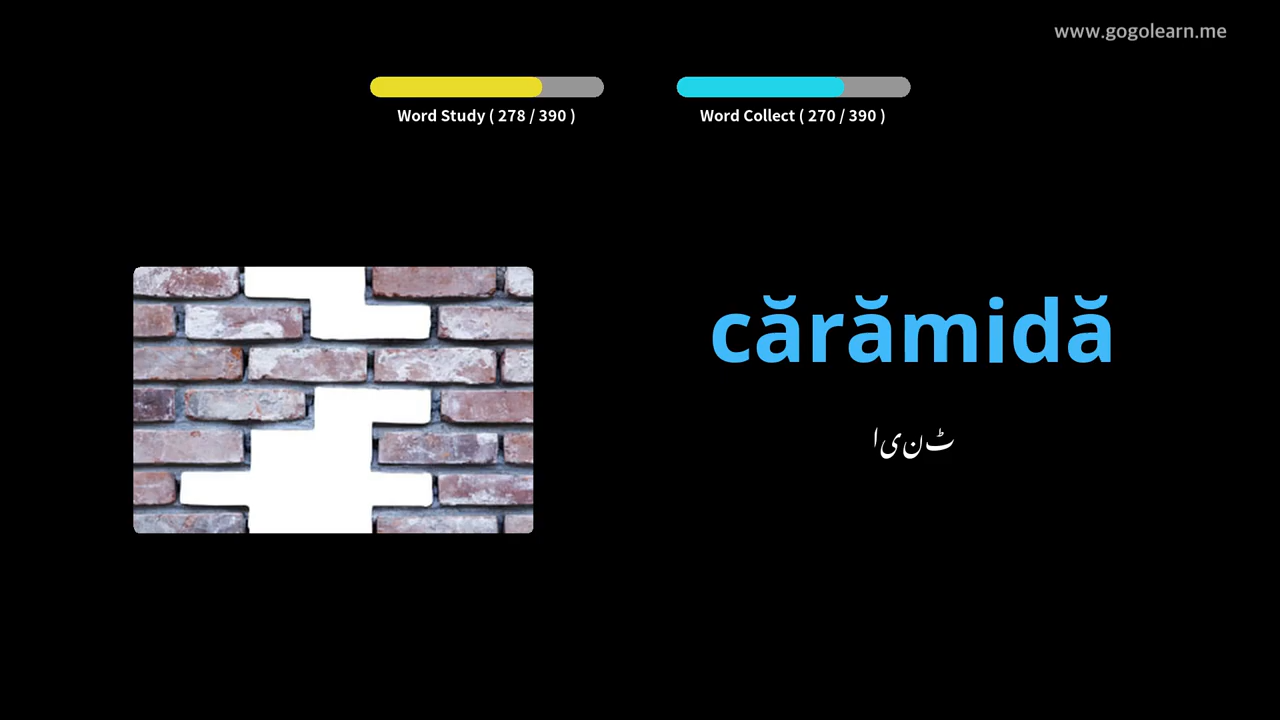 www.gogolearn.me
Word Study ( 278 / 390 )
Word Collect ( 270 / 390 )
cărămidă
اینٹ